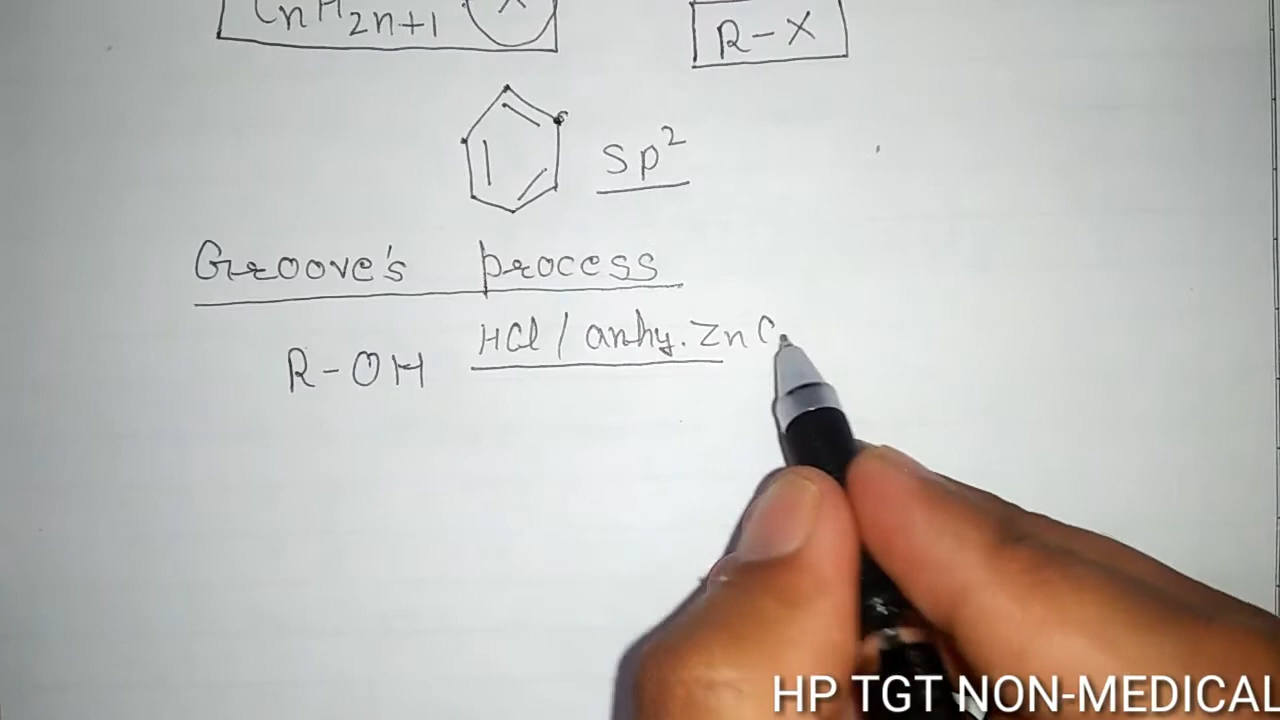 CnH2n+1 X
R-X
sp²
Groove's process
HCl / anhy. ZnC
R-OH
HP TGT NON-MEDICAL